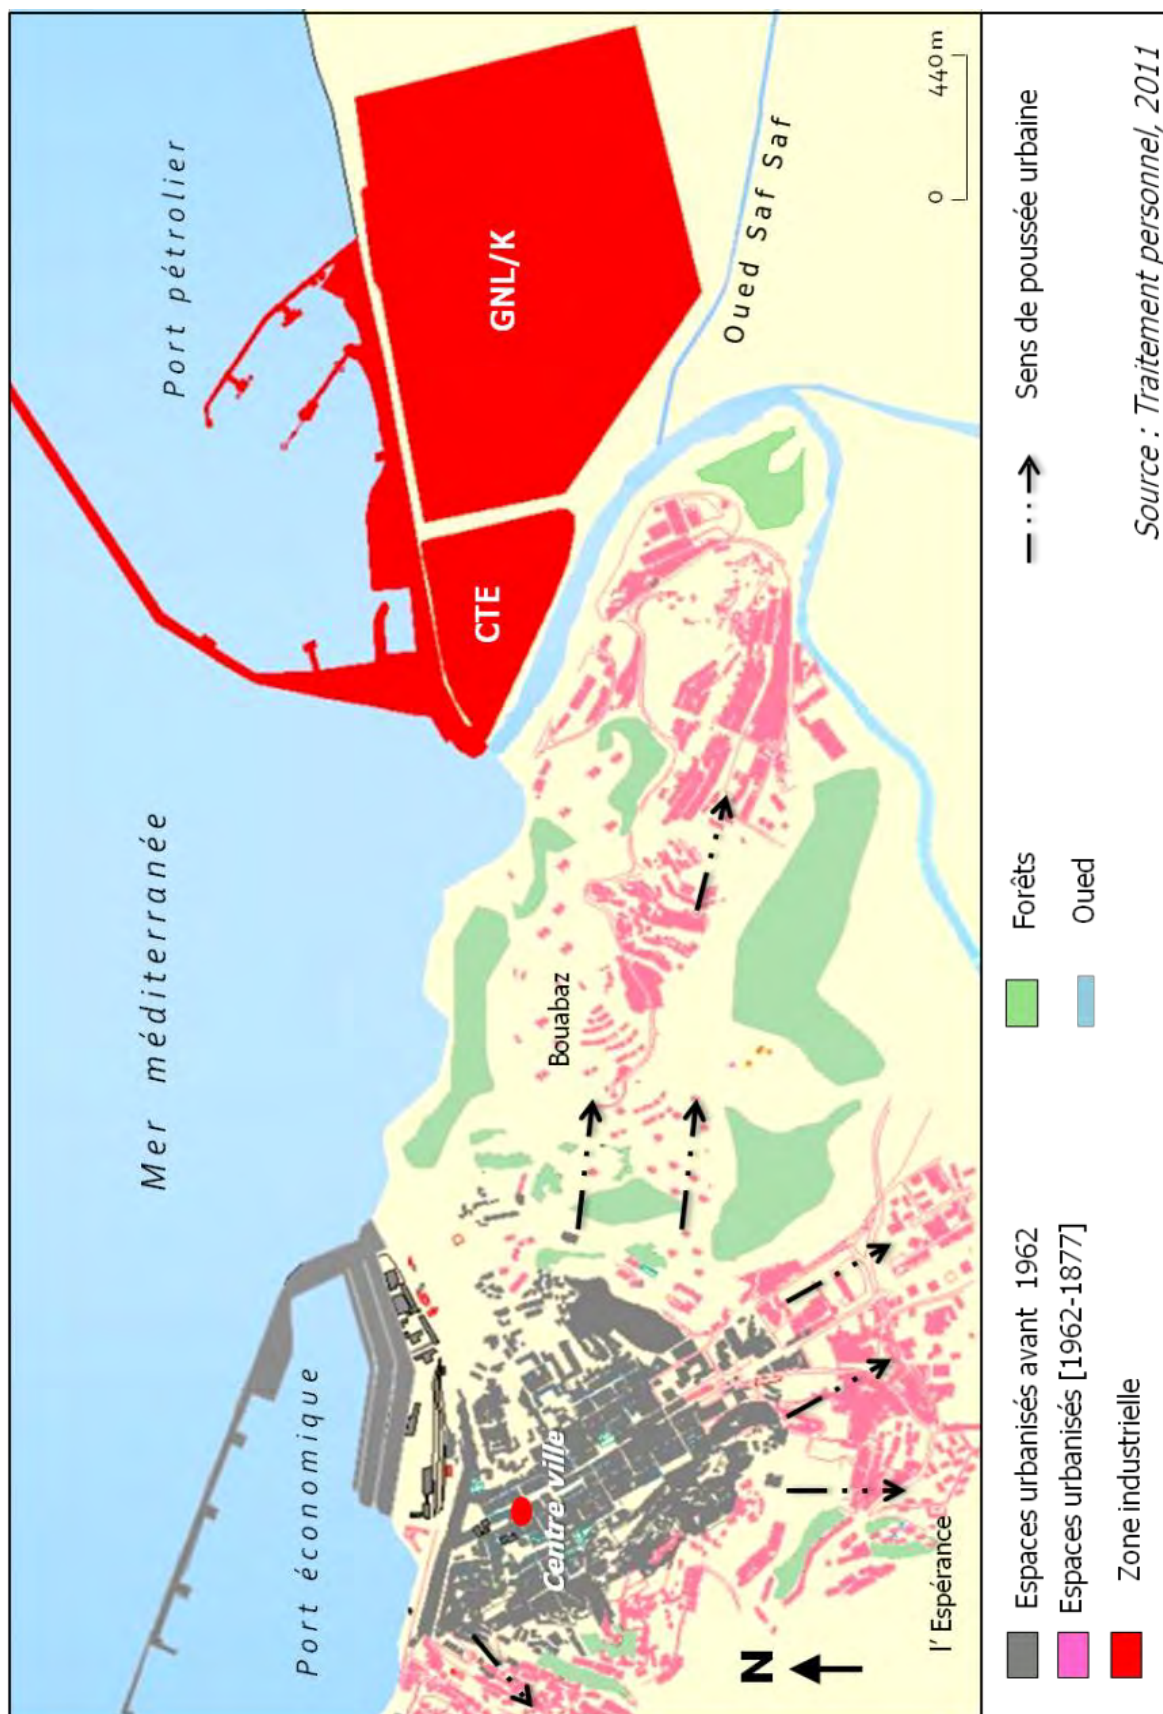 Mer méditerranée
Port pétrolier
Port économique
GNL/K
CTE
Oued Saf Saf
Bouabaz
Centre ville
N
l' Espérance
0 440 m
Espaces urbanisés avant 1962
Espaces urbanisés [1962-1877]
Zone industrielle
Forêts
Oued
Sens de poussée urbaine
Source : Traitement personnel, 2011